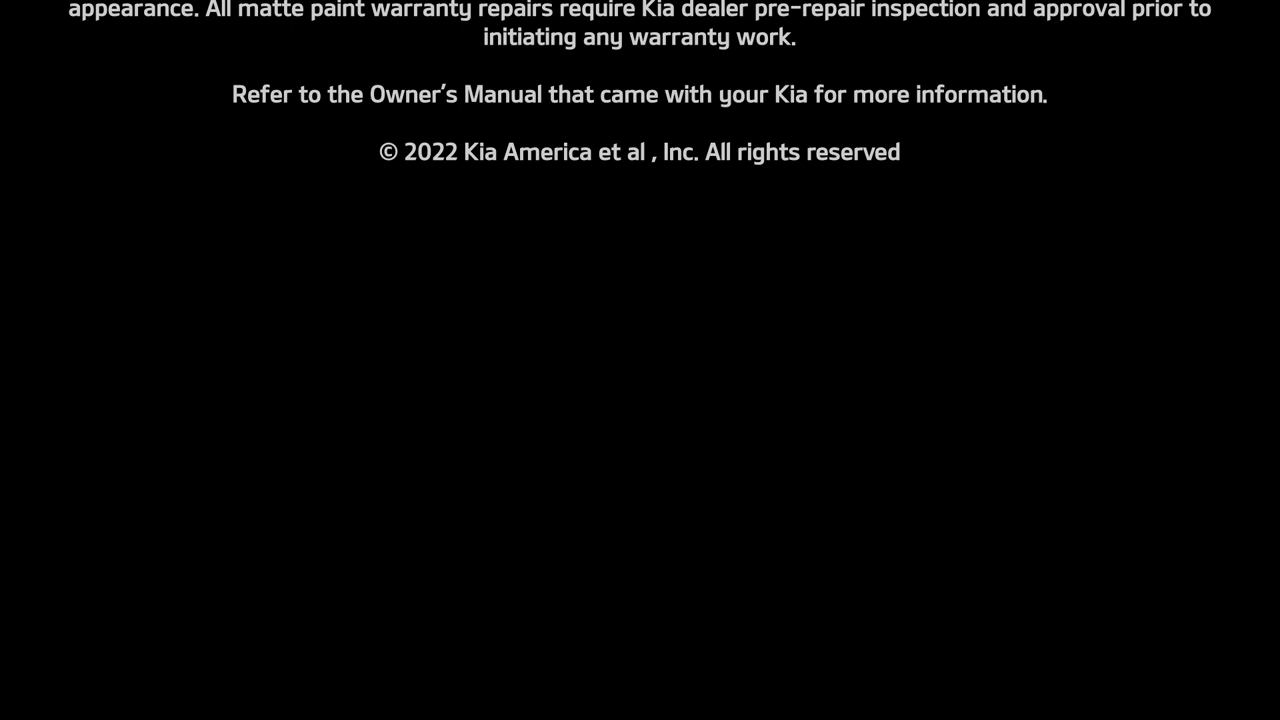 appearance. All matte paint warranty repairs require Kia dealer pre-repair inspection and approval prior to
initiating any warranty work.
Refer to the Owner's Manual that came with your Kia for more information.
© 2022 Kia America et al , Inc. All rights reserved